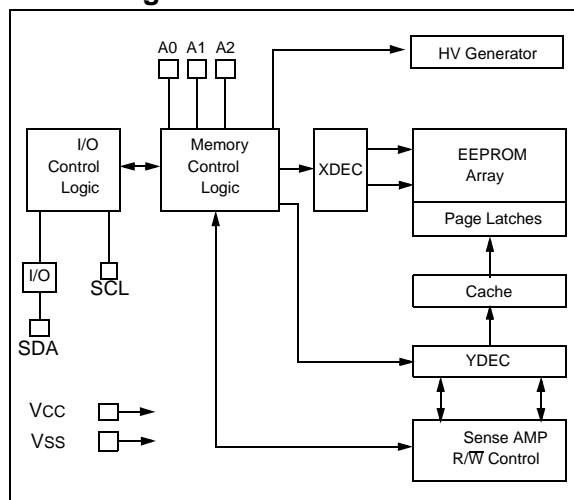 A0 A1 A2
HV Generator
I/O
Control
Logic
Memory
Control
Logic
XDEC
EEPROM
Array
Page Latches
I/O
SCL
SDA
Cache
YDEC
VCC
VSS
Sense AMP
R/W̅ Control